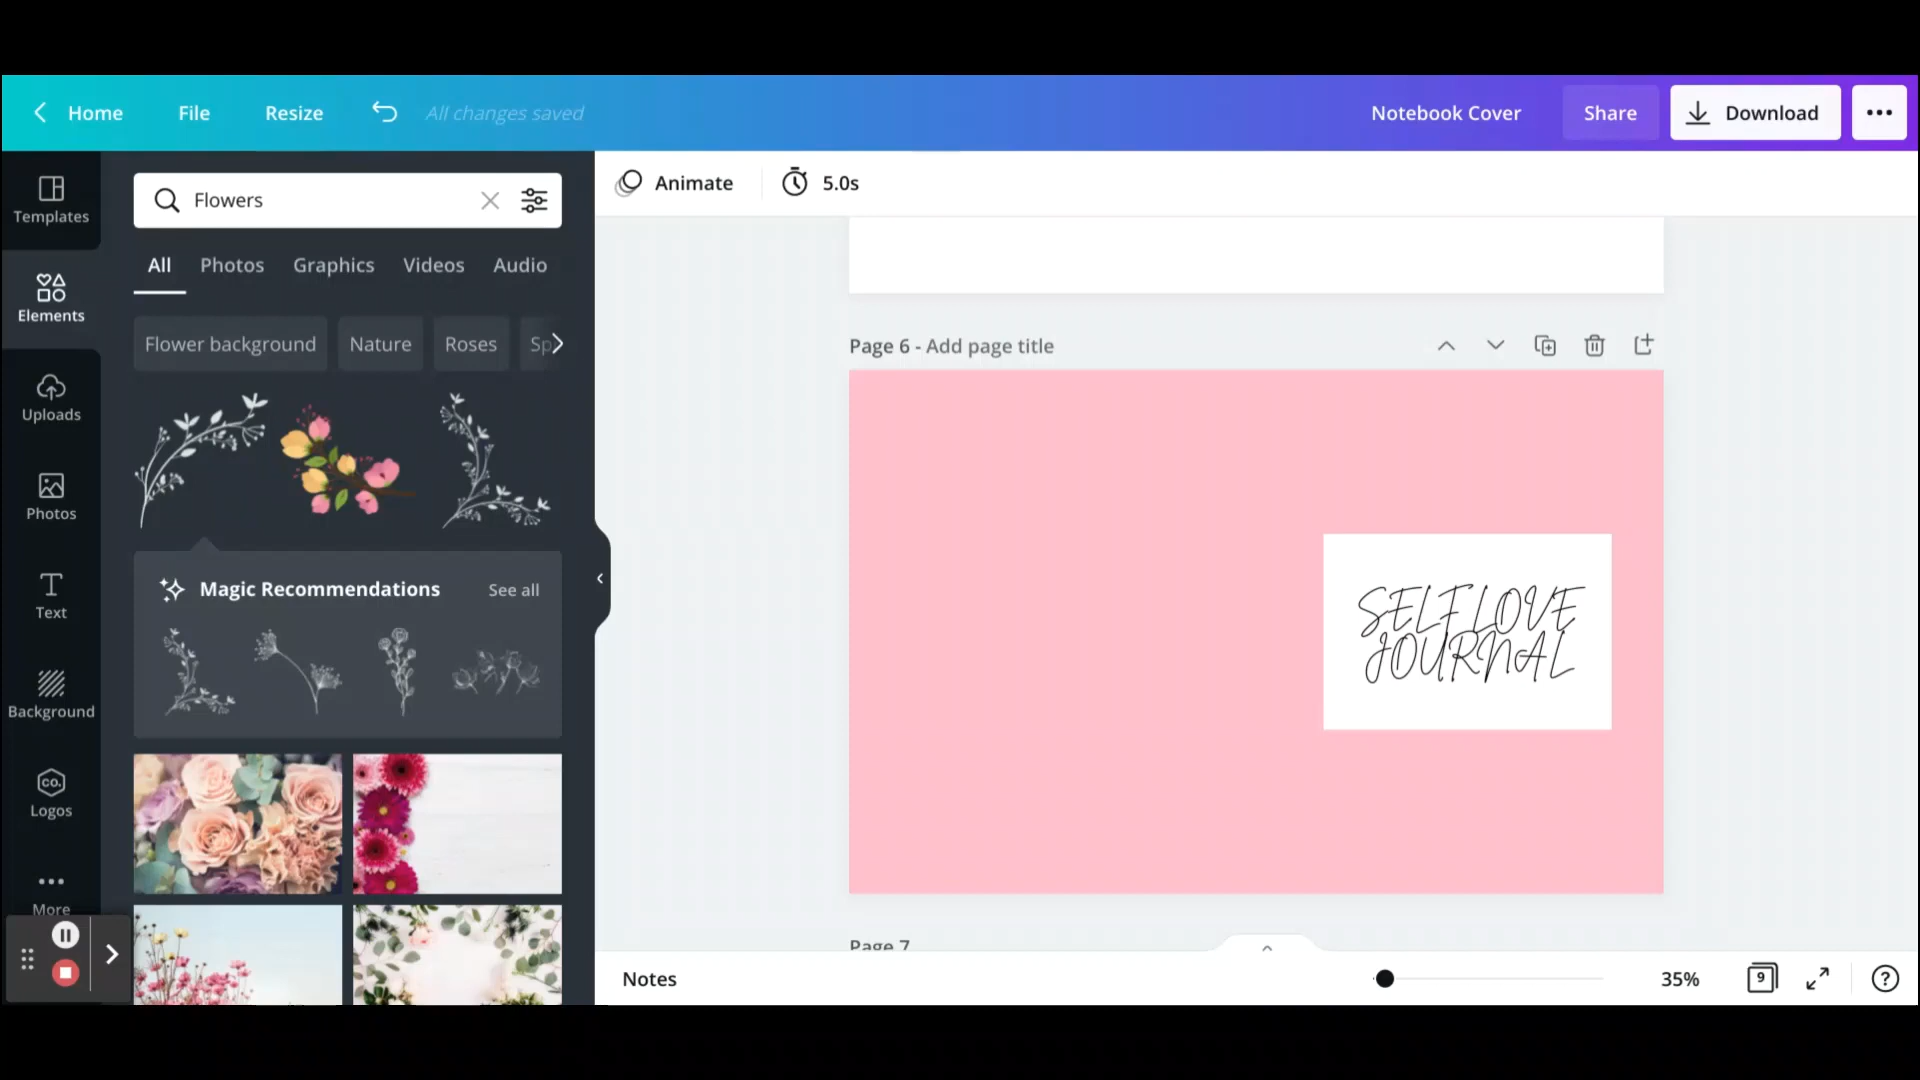 Home File Resize All changes saved Notebook Cover Share Download
Templates
Elements
Uploads
Photos
Text
Background
CO.
Logos
More
Flowers
All Photos Graphics Videos Audio
Flower background Nature Roses
Magic Recommendations See all
Animate 5.0s
Page 6 - Add page title
SELF LOVE
JOURNAL
Page 7
Notes 35% 9 ?